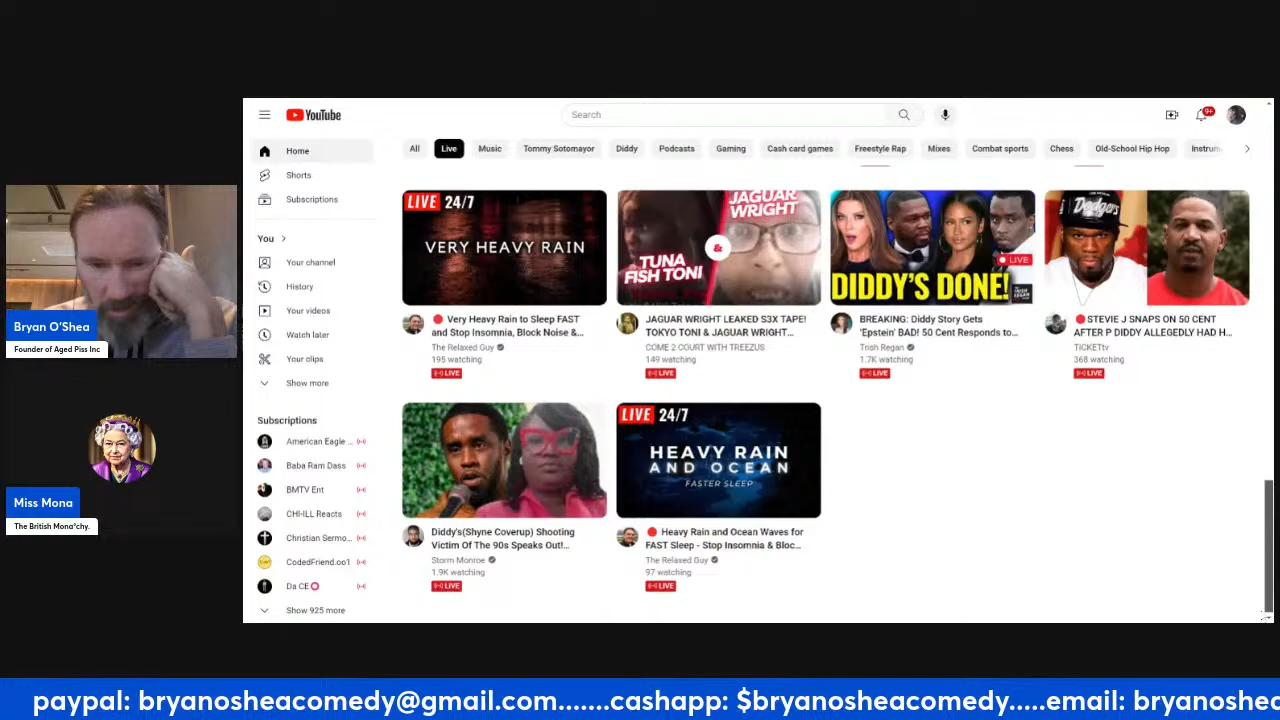 YouTube
Search
9+
Home
Shorts
Subscriptions
You
Your channel
History
Your videos
Watch later
Your clips
Show more
Subscriptions
American Eagle ...
Baba Ram Dass
BMTV Ent
CHI-ILL Reacts
Christian Sermo...
CodedFriend.oo1
Da CE⭕
Show 925 more
All
Live
Music
Tommy Sotomayor
Diddy
Podcasts
Gaming
Cash card games
Freestyle Rap
Mixes
Combat sports
Chess
Old-School Hip Hop
Instrum
LIVE 24/7
VERY HEAVY RAIN
🔴 Very Heavy Rain to Sleep FAST
and Stop Insomnia, Block Noise &...
The Relaxed Guy
195 watching
LIVE
JAGUAR
WRIGHT
&
TUNA
FISH TONI
JAGUAR WRIGHT LEAKED S3X TAPE!
TOKYO TONI & JAGUAR WRIGHT...
COME 2 COURT WITH TREEZUS
149 watching
LIVE
LIVE
DIDDY'S DONE!
BREAKING: Diddy Story Gets
'Epstein' BAD! 50 Cent Responds to...
Trish Regan
1.7K watching
LIVE
Dodgers
🔴STEVIE J SNAPS ON 50 CENT
AFTER P DIDDY ALLEGEDLY HAD H...
TiCKETtv
368 watching
LIVE
Diddy's(Shyne Coverup) Shooting
Victim Of The 90s Speaks Out!...
Storm Monroe
1.9K watching
LIVE
LIVE 24/7
HEAVY RAIN
AND OCEAN
FASTER SLEEP
🔴 Heavy Rain and Ocean Waves for
FAST Sleep - Stop Insomnia & Bloc...
The Relaxed Guy
97 watching
LIVE
Bryan O'Shea
Founder of Aged Piss Inc
Miss Mona
The British Mona*chy.
paypal: bryanosheacomedy@gmail.com.......cashapp: $bryanosheacomedy.....email: bryanoshea